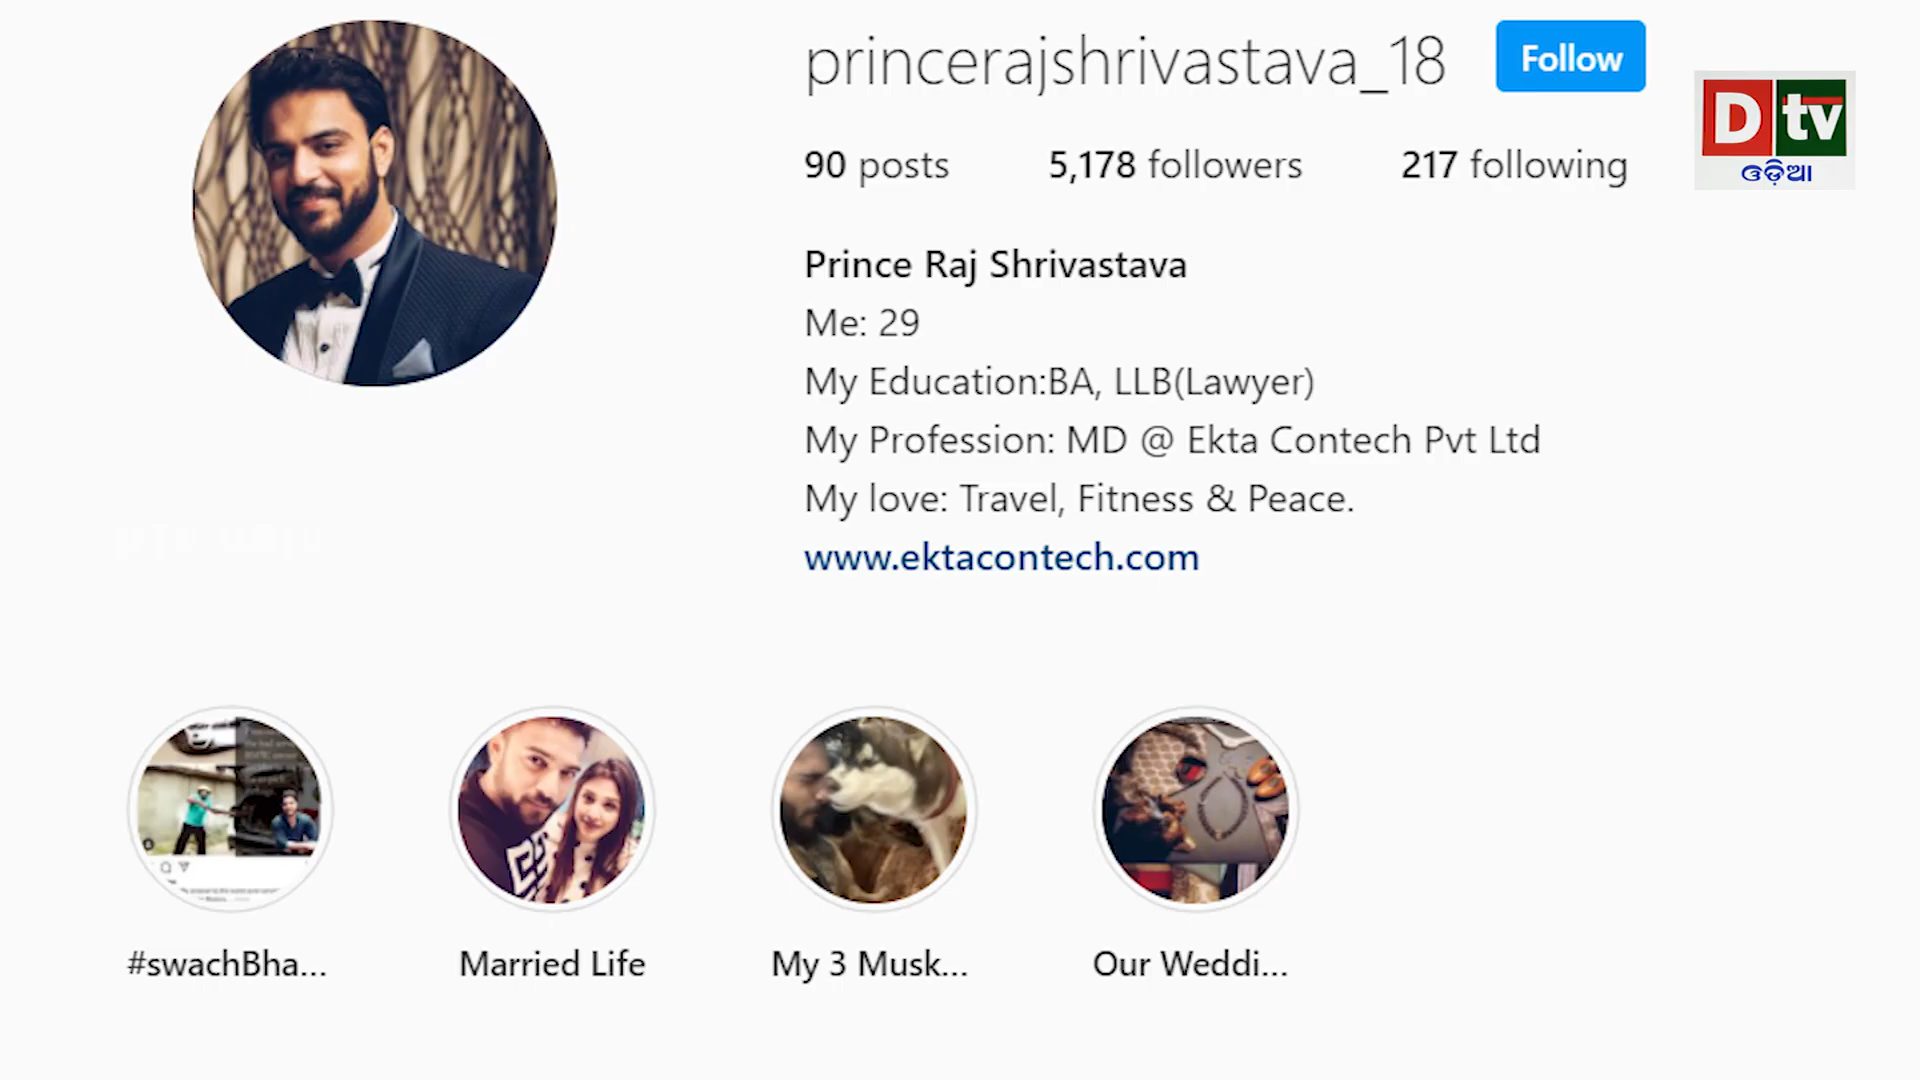 princerajshrivastava_18
Follow
D tv
ଓଡ଼ିଆ
90 posts 5,178 followers 217 following
Prince Raj Shrivastava
Me: 29
My Education:BA, LLB(Lawyer)
My Profession: MD @ Ekta Contech Pvt Ltd
My love: Travel, Fitness & Peace.
www.ektacontech.com
#swachBha...
Married Life
My 3 Musk...
Our Weddi...